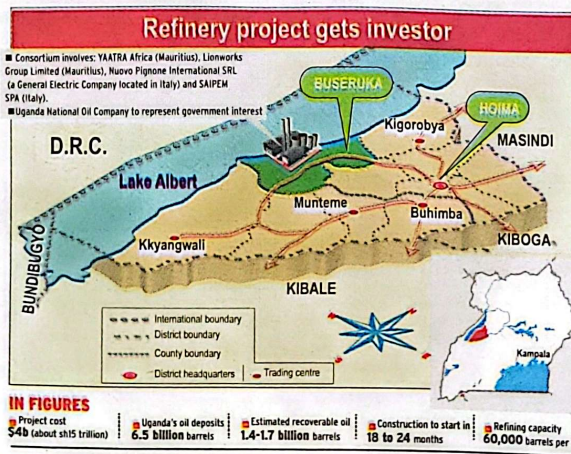 Refinery project gets investor
■ Consortium involves: YAATRA Africa (Mauritius), Lionworks
Group Limited (Mauritius), Nuovo Pignone International SRL
(a General Electric Company located in Italy) and SAIPEM
SPA (Italy).
■ Uganda National Oil Company to represent government interest
BUSERUKA
HOIMA
Kigorobya
MASINDI
D.R.C.
Lake Albert
Munteme
Buhimba
Kkyangwali
KIBOGA
BUNDIBUGYO
KIBALE
International boundary
District boundary
County boundary
District headquarters
Trading centre
Kampala
IN FIGURES
Project cost
$4b (about sh15 trillion)
Uganda's oil deposits
6.5 billion barrels
Estimated recoverable oil
1.4-1.7 billion barrels
Construction to start in
18 to 24 months
Refining capacity
60,000 barrels per